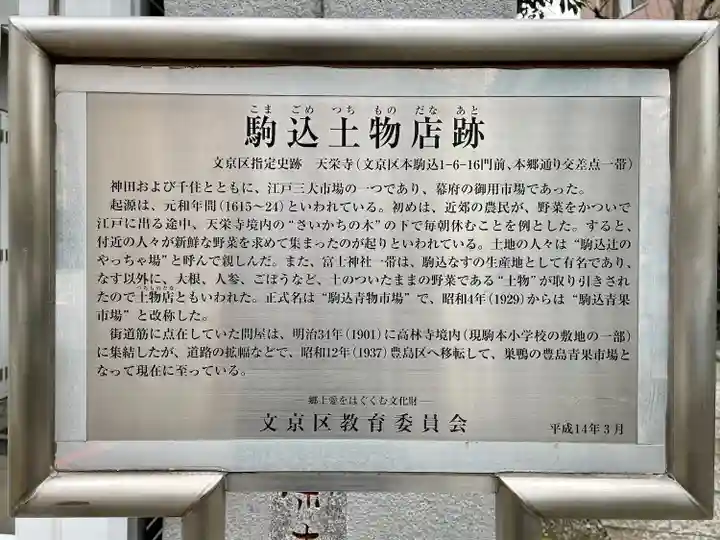 こま ごめ つち もの だな あと
駒込土物店跡
文京区指定史跡 天栄寺(文京区本駒込1-6-16門前、本郷通り交差点一帯)
神田および千住とともに、江戸三大市場の一つであり、幕府の御用市場であった。
起源は、元和年間(1615〜24)といわれている。初めは、近郊の農民が、野菜をかついで
江戸に出る途中、天栄寺境内の“さいかちの木”の下で毎朝休むことを例とした。すると、
付近の人々が新鮮な野菜を求めて集まったのが起りといわれている。土地の人々は“駒込辻の
やっちゃ場”と呼んで親しんだ。また、富士神社一帯は、駒込なすの生産地として有名であり、
なす以外に、大根、人参、ごぼうなど、土のついたままの野菜である“土物”が取り引きされ
たので土物店ともいわれた。正式名は“駒込青物市場”で、昭和4年(1929)からは“駒込青果
市場”と改称した。
街道筋に点在していた問屋は、明治34年(1901)に高林寺境内(現駒本小学校の敷地の一部)
に集結したが、道路の拡幅などで、昭和12年(1937)豊島区へ移転して、巣鴨の豊島青果市場と
なって現在に至っている。
郷土愛をはぐくむ文化財
文京区教育委員会
平成14年3月